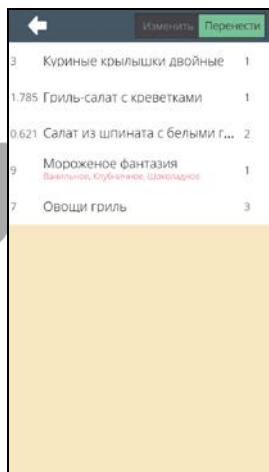 Изменить Перенести
3 Куриные крылышки двойные 1
1.785 Гриль-салат с креветками 1
0.621 Салат из шпината с белыми г... 2
9 Мороженое фантазия 1
Ванильное, Клубничное, Шоколадное
7 Овощи гриль 3